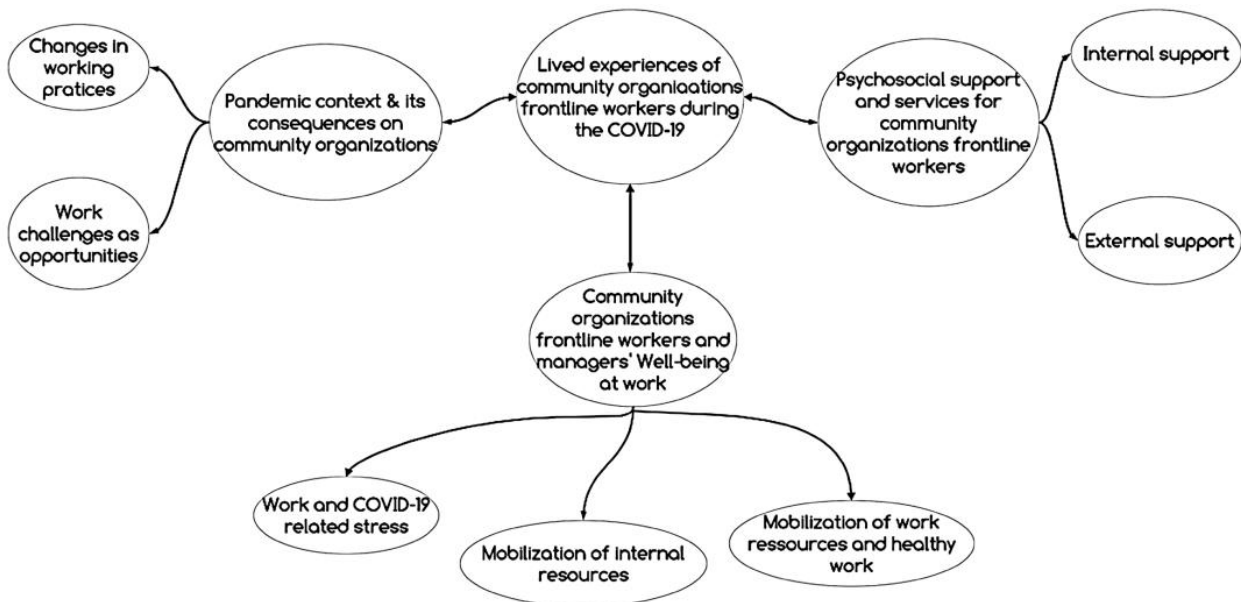 Changes in
working
pratices
Pandemic context & its
consequences on
community organizations
Work
challenges as
opportunities
Lived experiences of
community organiaations
frontline workers during
the COVID-19
Psychosocial support
and services for
community
organizations frontline
workers
Internal support
External support
Community
organizations
frontline workers and
managers' Well-being
at work
Work and COVID-19
related stress
Mobilization of internal
resources
Mobilization of work
ressources and healthy
work